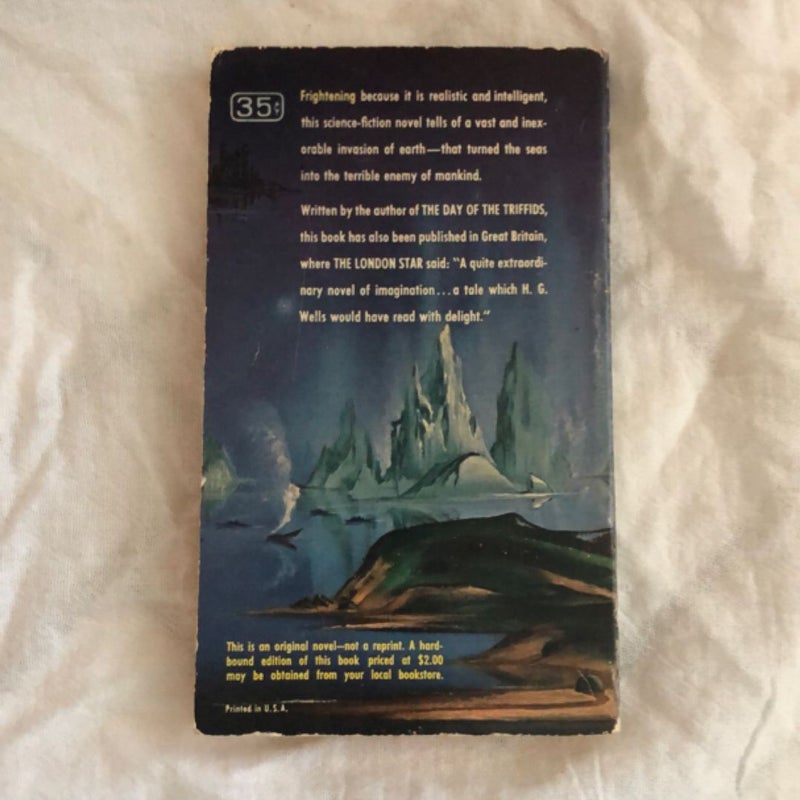 35¢
Frightening because it is realistic and intelligent,
this science-fiction novel tells of a vast and inex-
orable invasion of earth—that turned the seas
into the terrible enemy of mankind.
Written by the author of THE DAY OF THE TRIFFIDS,
this book has also been published in Great Britain,
where THE LONDON STAR said: "A quite extraordi-
nary novel of imagination...a tale which H. G.
Wells would have read with delight."
This is an original novel—not a reprint. A hard-
bound edition of this book priced at $2.00
may be obtained from your local bookstore.
Printed in U.S.A.